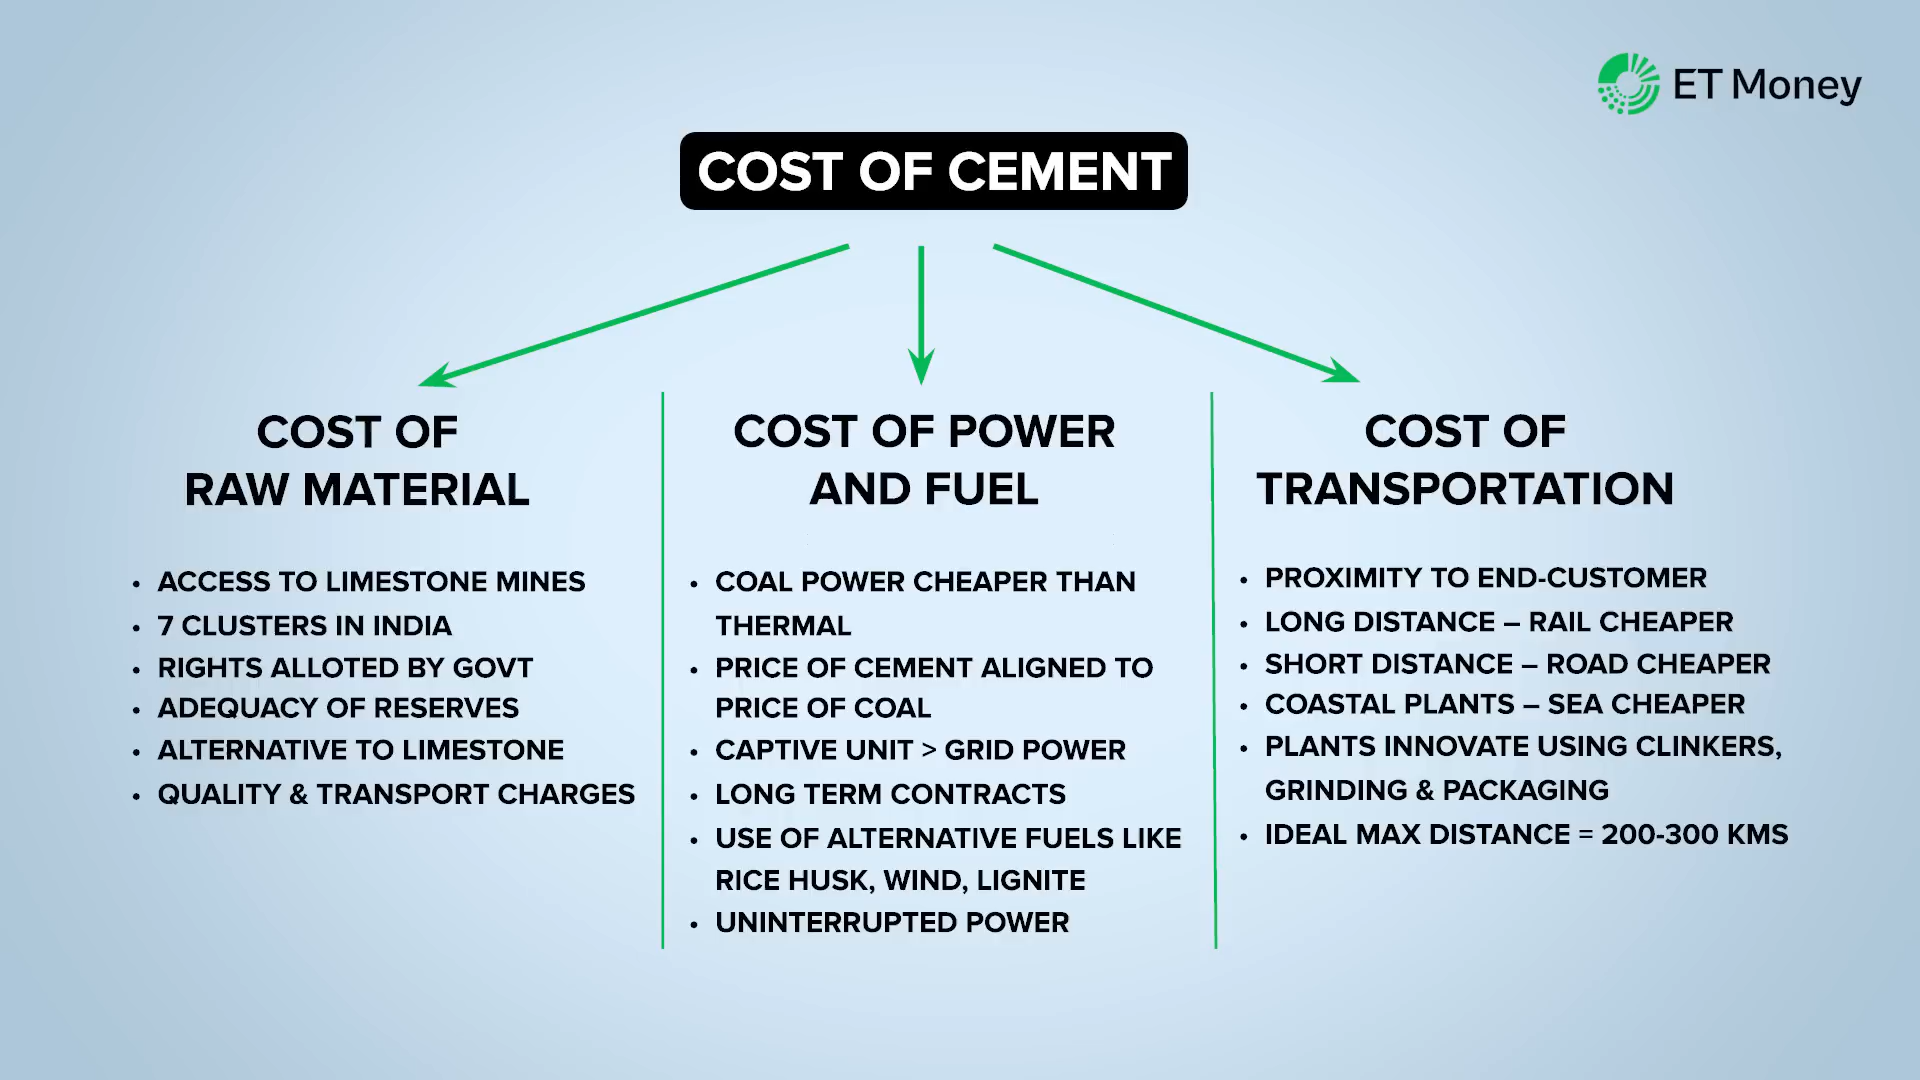 ET Money
COST OF CEMENT
COST OF
RAW MATERIAL
• ACCESS TO LIMESTONE MINES
• 7 CLUSTERS IN INDIA
• RIGHTS ALLOTED BY GOVT
• ADEQUACY OF RESERVES
• ALTERNATIVE TO LIMESTONE
• QUALITY & TRANSPORT CHARGES
COST OF POWER
AND FUEL
• COAL POWER CHEAPER THAN
THERMAL
• PRICE OF CEMENT ALIGNED TO
PRICE OF COAL
• CAPTIVE UNIT > GRID POWER
• LONG TERM CONTRACTS
• USE OF ALTERNATIVE FUELS LIKE
RICE HUSK, WIND, LIGNITE
• UNINTERRUPTED POWER
COST OF
TRANSPORTATION
• PROXIMITY TO END-CUSTOMER
• LONG DISTANCE – RAIL CHEAPER
• SHORT DISTANCE – ROAD CHEAPER
• COASTAL PLANTS – SEA CHEAPER
• PLANTS INNOVATE USING CLINKERS,
GRINDING & PACKAGING
• IDEAL MAX DISTANCE = 200-300 KMS